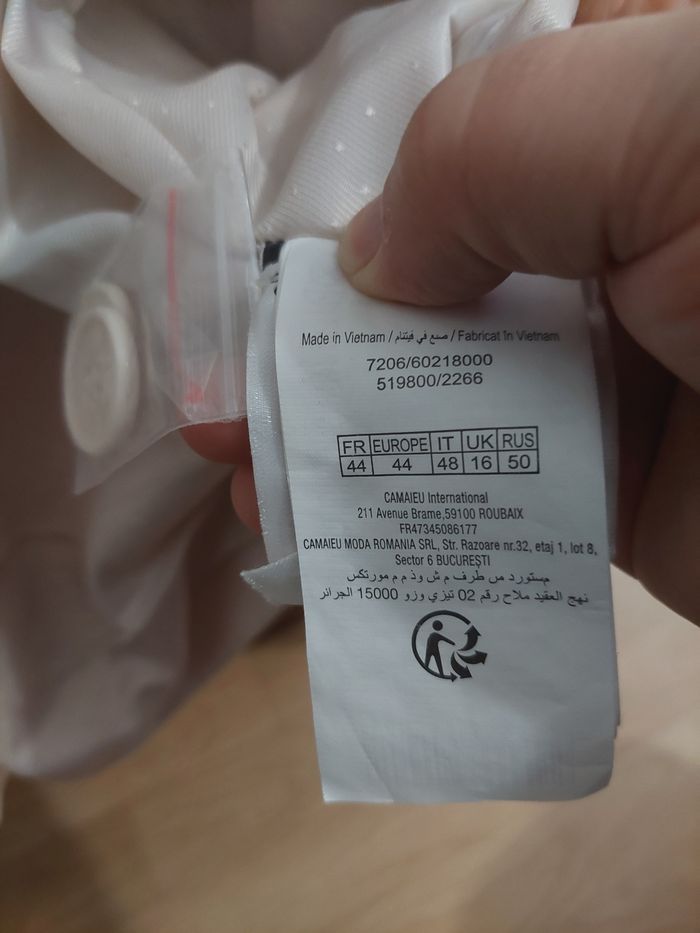 Made in Vietnam / صنع في فيتنام / Fabricat în Vietnam
7206/60218000
519800/2266
FR EUROPE IT UK RUS
44 44 48 16 50
CAMAIEU International
211 Avenue Brame,59100 ROUBAIX
FR47345086177
CAMAIEU MODA ROMANIA SRL, Str. Razoare nr.32, etaj 1, lot 8,
Sector 6 BUCUREȘTI
مستورد من طرف م ش و ذ م م مورتكس
نهج العقيد ملاح رقم 02 تيزي وزو 15000 الجزائر